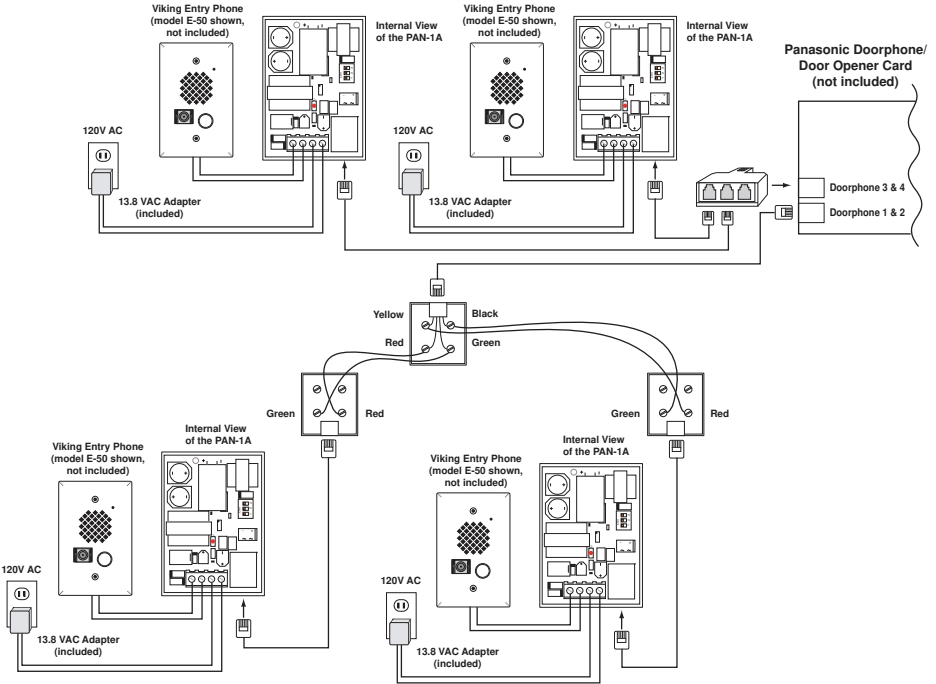 Viking Entry Phone
(model E-50 shown,
not included)
Internal View
of the PAN-1A
Viking Entry Phone
(model E-50 shown,
not included)
Internal View
of the PAN-1A
Panasonic Doorphone/
Door Opener Card
(not included)
120V AC
13.8 VAC Adapter
(included)
120V AC
13.8 VAC Adapter
(included)
Doorphone 3 & 4
Doorphone 1 & 2
Yellow
Black
Red
Green
Green
Red
Green
Red
Viking Entry Phone
(model E-50 shown,
not included)
Internal View
of the PAN-1A
Viking Entry Phone
(model E-50 shown,
not included)
Internal View
of the PAN-1A
120V AC
13.8 VAC Adapter
(included)
120V AC
13.8 VAC Adapter
(included)